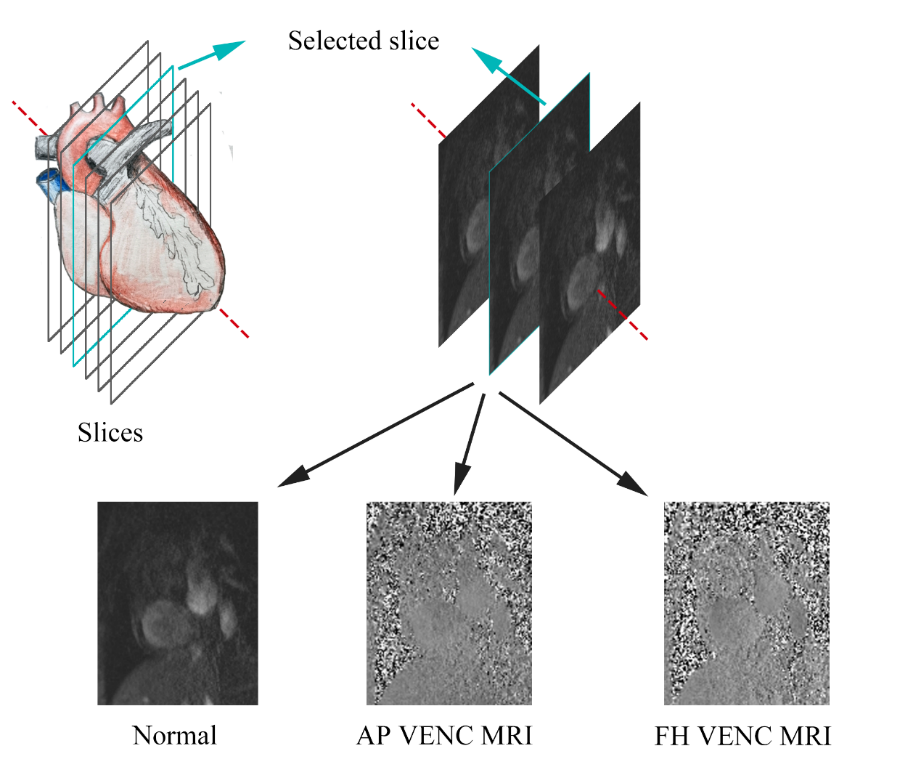 Selected slice
Slices
Normal
AP VENC MRI
FH VENC MRI